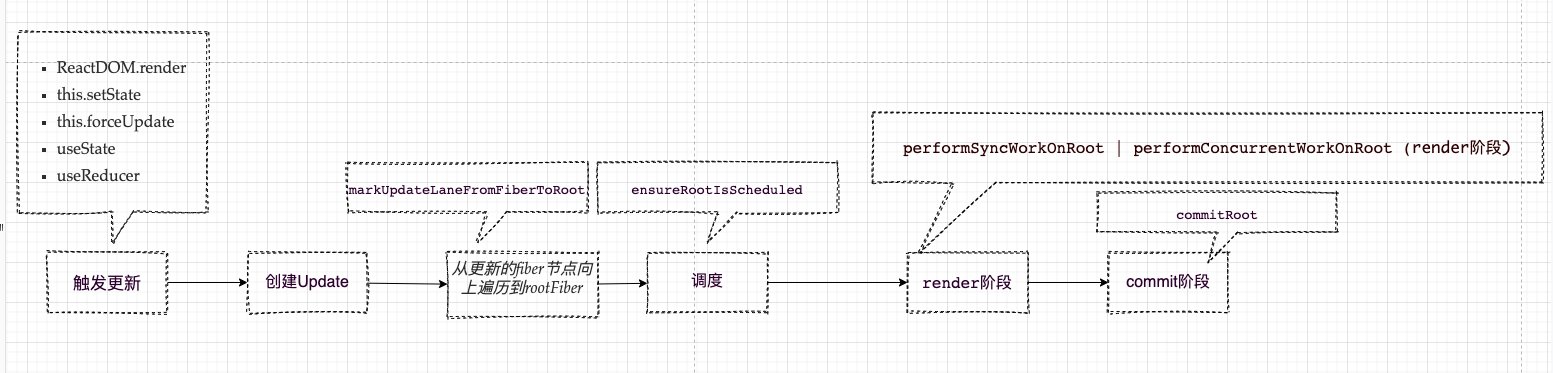 ReactDOM.render
this.setState
this.forceUpdate
useState
useReducer
performSyncWorkOnRoot | performConcurrentWorkOnRoot (render阶段)
markUpdateLaneFromFiberToRoot
ensureRootIsScheduled
commitRoot
触发更新
创建Update
从更新的fiber节点向
上遍历到rootFiber
调度
render阶段
commit阶段